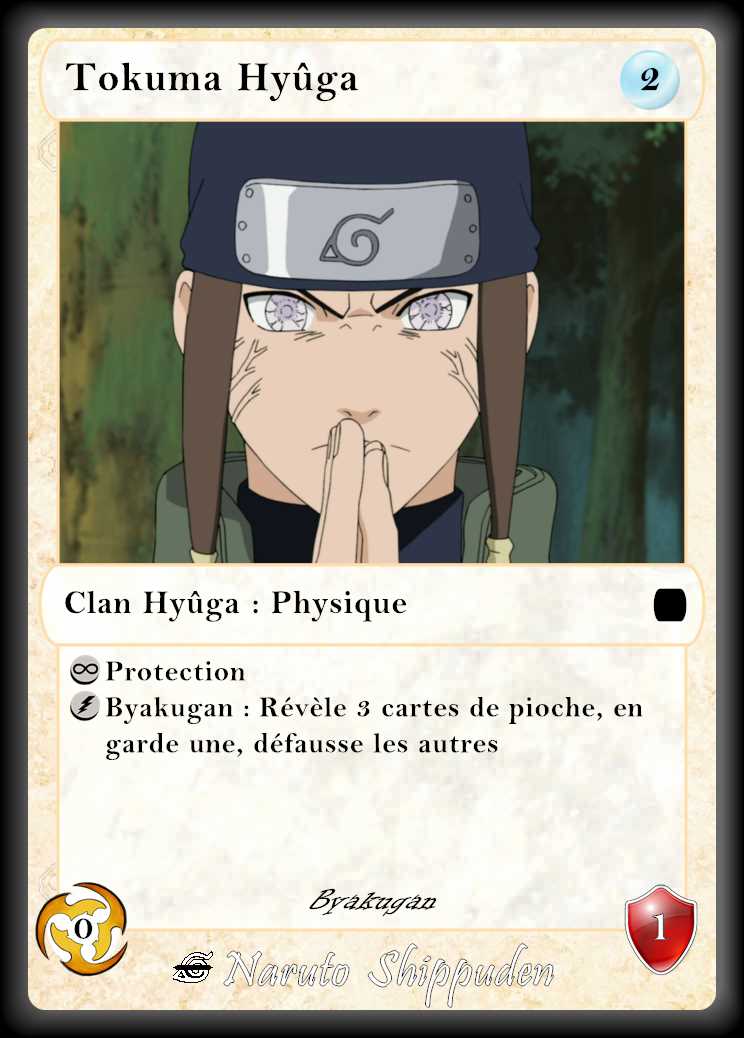 Tokuma Hyûga
2
Clan Hyûga : Physique
Protection
Byakugan : Révèle 3 cartes de pioche, en
garde une, défausse les autres
Byakugan
0
1
Naruto Shippuden